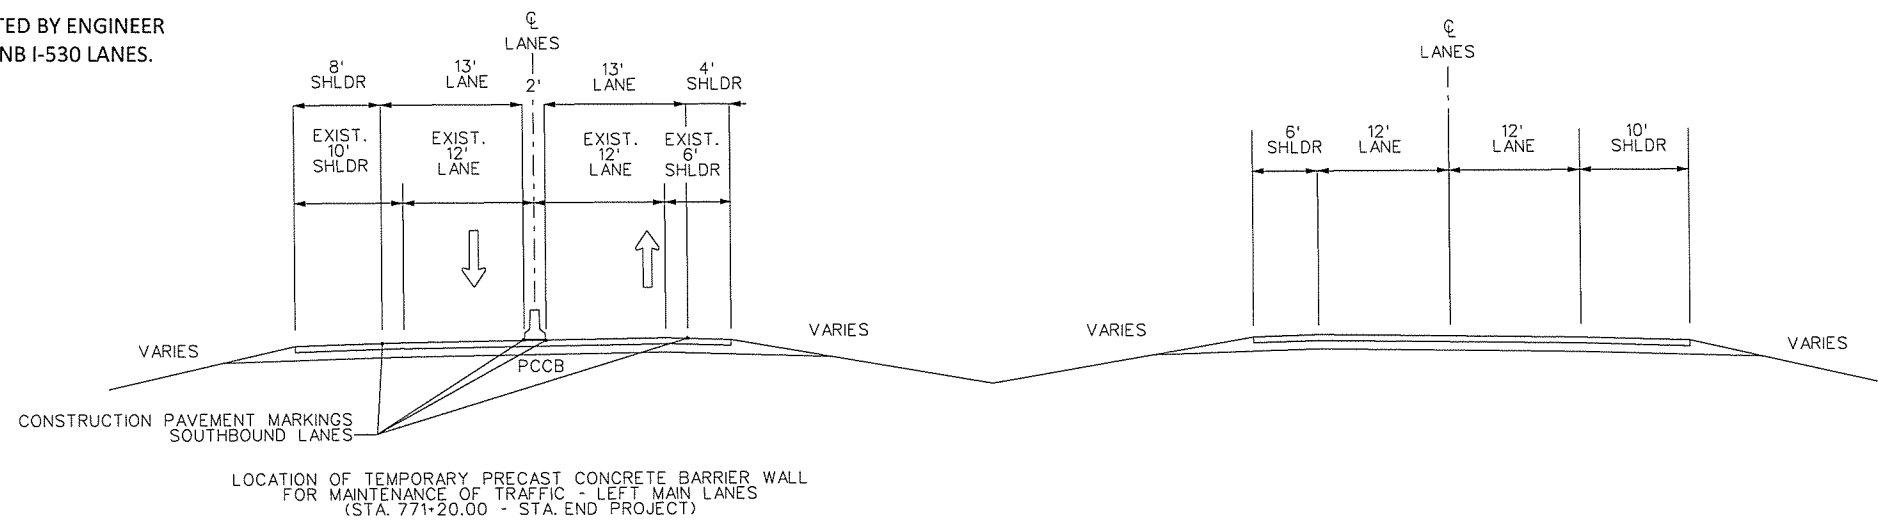 TED BY ENGINEER
NB I-530 LANES.
℄
LANES
8'
SHLDR
13'
LANE
2'
13'
LANE
4'
SHLDR
EXIST.
10'
SHLDR
EXIST.
12'
LANE
EXIST.
12'
LANE
EXIST.
6'
SHLDR
VARIES
VARIES
PCCB
CONSTRUCTION PAVEMENT MARKINGS
SOUTHBOUND LANES
LOCATION OF TEMPORARY PRECAST CONCRETE BARRIER WALL
FOR MAINTENANCE OF TRAFFIC - LEFT MAIN LANES
(STA. 771+20.00 - STA. END PROJECT)
℄
LANES
6'
SHLDR
12'
LANE
12'
LANE
10'
SHLDR
VARIES
VARIES